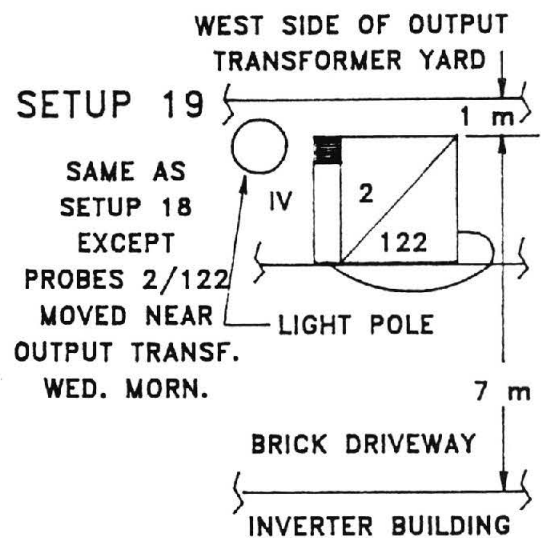 WEST SIDE OF OUTPUT
TRANSFORMER YARD
SETUP 19
1 m
SAME AS
SETUP 18
EXCEPT
PROBES 2/122
MOVED NEAR
OUTPUT TRANSF.
WED. MORN.
IV
2
122
LIGHT POLE
7 m
BRICK DRIVEWAY
INVERTER BUILDING